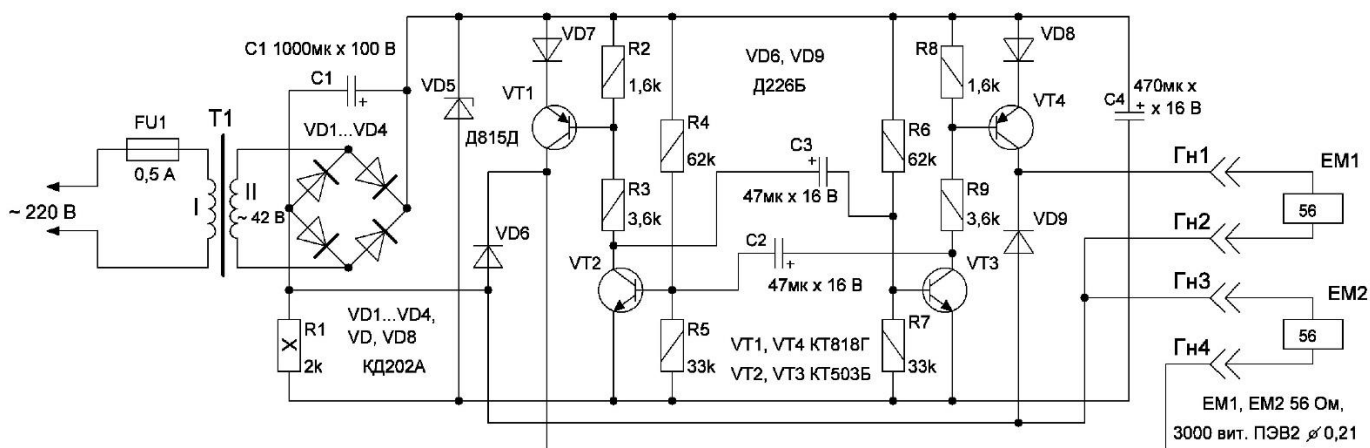 C1 1000мк x 100 В
C1
+
FU1
0,5 A
T1
I
II
~ 220 В
~ 42 В
VD1...VD4
VD5
Д815Д
VD7
VT1
R2
1,6k
R4
62k
R3
3,6k
VD6
VT2
R5
33k
R1
2k
VD1...VD4,
VD, VD8
КД202А
VD6, VD9
Д226Б
C3
+
47мк x 16 В
C2
+
47мк x 16 В
VT1, VT4 КТ818Г
VT2, VT3 КТ503Б
R8
1,6k
R6
62k
R9
3,6k
VT3
R7
33k
VD8
VT4
VD9
470мк x
C4
+
x 16 В
Гн1
EM1
56
Гн2
Гн3
EM2
56
Гн4
EM1, EM2 56 Ом,
3000 вит. ПЭВ2 ⌀ 0,21